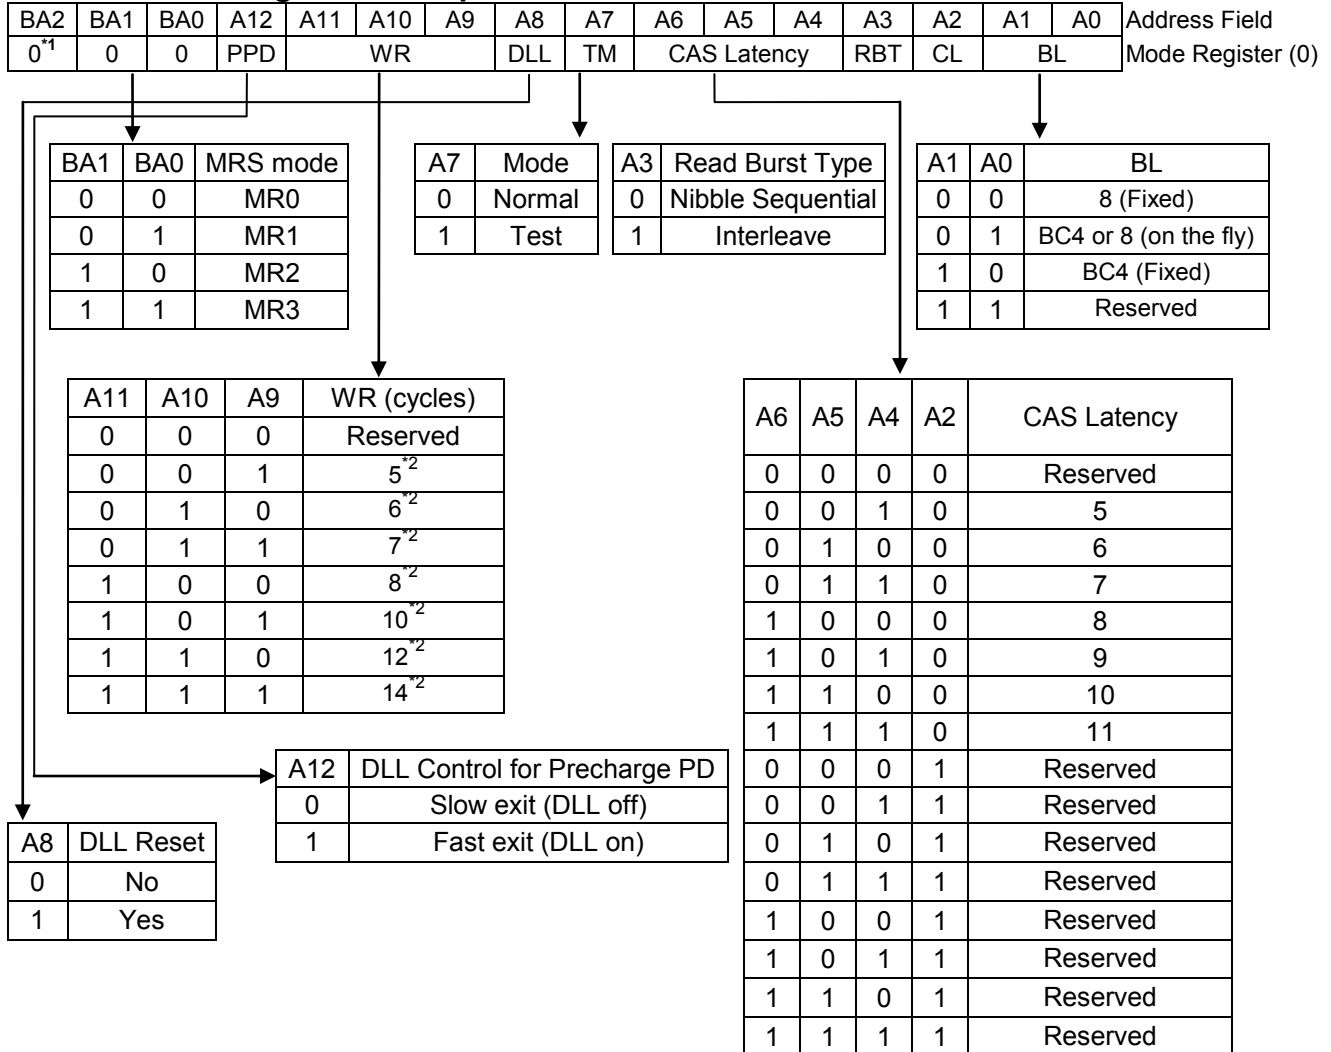 BA2 BA1 BA0 A12 A11 A10 A9 A8 A7 A6 A5 A4 A3 A2 A1 A0 Address Field
0*1 0 0 PPD WR DLL TM CAS Latency RBT CL BL Mode Register (0)
BA1 BA0 MRS mode
0 0 MR0
0 1 MR1
1 0 MR2
1 1 MR3
A7 Mode
0 Normal
1 Test
A3 Read Burst Type
0 Nibble Sequential
1 Interleave
A1 A0 BL
0 0 8 (Fixed)
0 1 BC4 or 8 (on the fly)
1 0 BC4 (Fixed)
1 1 Reserved
A11 A10 A9 WR (cycles)
0 0 0 Reserved
0 0 1 5*2
0 1 0 6*2
0 1 1 7*2
1 0 0 8*2
1 0 1 10*2
1 1 0 12*2
1 1 1 14*2
A6 A5 A4 A2 CAS Latency
0 0 0 0 Reserved
0 0 1 0 5
0 1 0 0 6
0 1 1 0 7
1 0 0 0 8
1 0 1 0 9
1 1 0 0 10
1 1 1 0 11
0 0 0 1 Reserved
0 0 1 1 Reserved
0 1 0 1 Reserved
0 1 1 1 Reserved
1 0 0 1 Reserved
1 0 1 1 Reserved
1 1 0 1 Reserved
1 1 1 1 Reserved
A12 DLL Control for Precharge PD
0 Slow exit (DLL off)
1 Fast exit (DLL on)
A8 DLL Reset
0 No
1 Yes